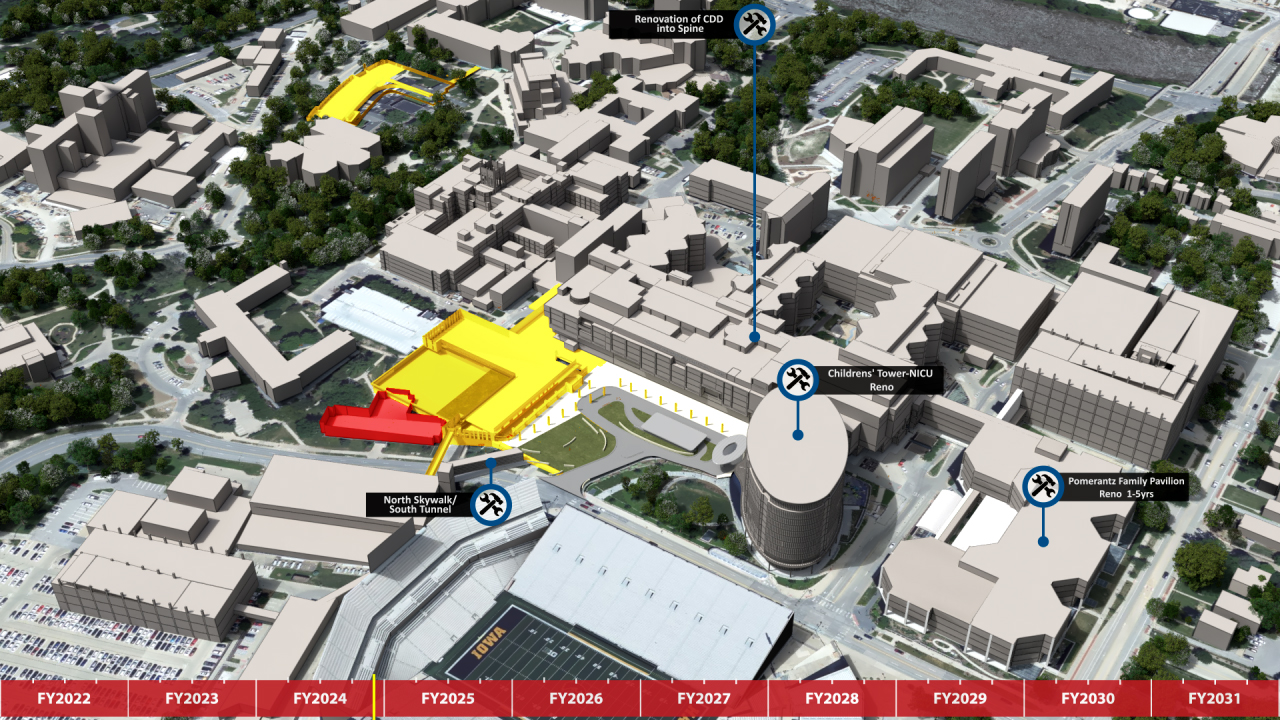 Renovation of CDD
into Spine
Childrens' Tower-NICU
Reno
Pomerantz Family Pavilion
Reno 1-5yrs
North Skywalk/
South Tunnel
IOWA
FY2022 FY2023 FY2024 FY2025 FY2026 FY2027 FY2028 FY2029 FY2030 FY2031